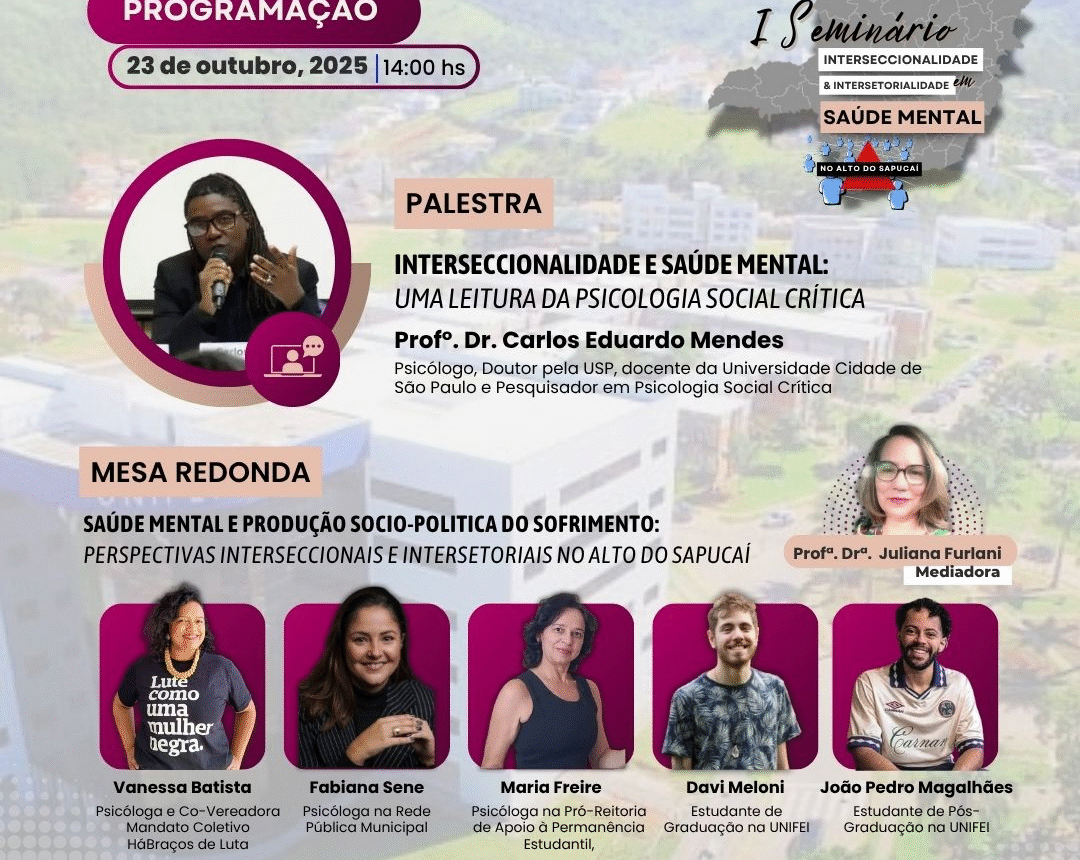 PROGRAMAÇÃO
23 de outubro, 2025 | 14:00 hs
I Seminário
INTERSECCIONALIDADE
& INTERSETORIALIDADE em
SAÚDE MENTAL
NO ALTO DO SAPUCAÍ
PALESTRA
INTERSECCIONALIDADE E SAÚDE MENTAL:
UMA LEITURA DA PSICOLOGIA SOCIAL CRÍTICA
Profº. Dr. Carlos Eduardo Mendes
Psicólogo, Doutor pela USP, docente da Universidade Cidade de
São Paulo e Pesquisador em Psicologia Social Crítica
MESA REDONDA
SAÚDE MENTAL E PRODUÇÃO SOCIO-POLITICA DO SOFRIMENTO:
PERSPECTIVAS INTERSECCIONAIS E INTERSETORIAIS NO ALTO DO SAPUCAÍ
Profª. Drª. Juliana Furlani
Mediadora
Lute
como
uma
mulher
negra.
Vanessa Batista
Psicóloga e Co-Vereadora
Mandato Coletivo
HáBraços de Luta
Fabiana Sene
Psicóloga na Rede
Pública Municipal
Maria Freire
Psicóloga na Pró-Reitoria
de Apoio à Permanência
Estudantil,
Davi Meloni
Estudante de
Graduação na UNIFEI
João Pedro Magalhães
Estudante de Pós-
Graduação na UNIFEI